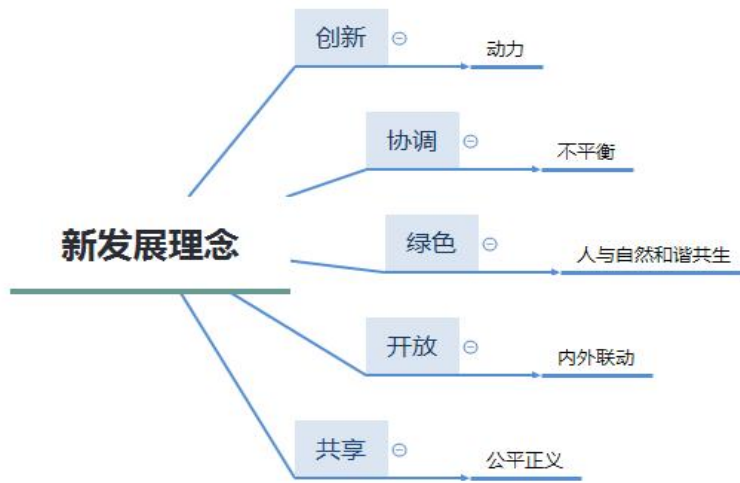 创新
动力
协调
不平衡
新发展理念
绿色
人与自然和谐共生
开放
内外联动
共享
公平正义